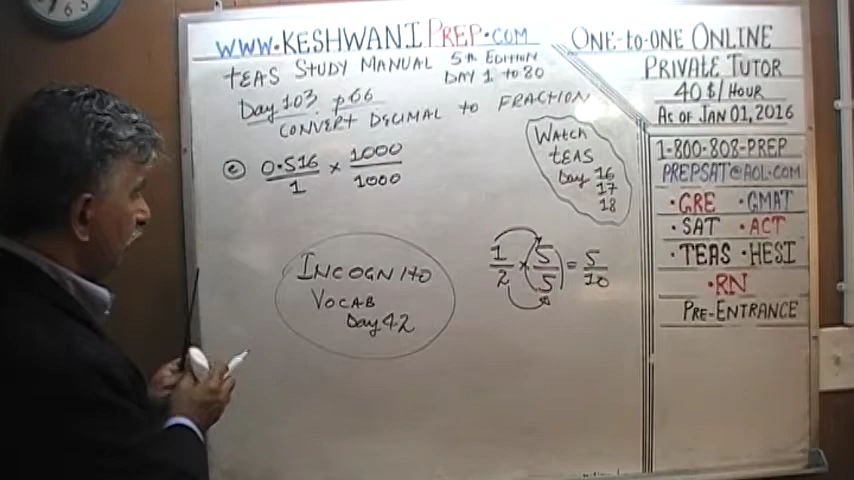 WWW.KESHWANIPREP.COM
TEAS STUDY MANUAL 5TH EDITION
DAY 1 TO 80
Day 103: p66
CONVERT DECIMAL to FRACTION
e 0.516/1 x 1000/1000
Watch
tEAS
Day 16
17
18
INCOGNITO
VOCAB
Day 42
1/2 x 5/5 = 5/10
ONE-to-ONE ONLINE
PRIVATE TUTOR
40$/HOUR
As of JAN 01, 2016
1-800-808-PREP
PREPSAT@AOL.COM
•GRE •GMAT
•SAT •ACT
•TEAS •HESI
•RN
PRE-ENTRANCE